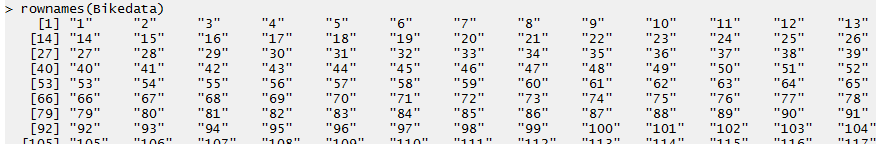 > rownames(Bikedata)
[1] "1" "2" "3" "4" "5" "6" "7" "8" "9" "10" "11" "12" "13"
[14] "14" "15" "16" "17" "18" "19" "20" "21" "22" "23" "24" "25" "26"
[27] "27" "28" "29" "30" "31" "32" "33" "34" "35" "36" "37" "38" "39"
[40] "40" "41" "42" "43" "44" "45" "46" "47" "48" "49" "50" "51" "52"
[53] "53" "54" "55" "56" "57" "58" "59" "60" "61" "62" "63" "64" "65"
[66] "66" "67" "68" "69" "70" "71" "72" "73" "74" "75" "76" "77" "78"
[79] "79" "80" "81" "82" "83" "84" "85" "86" "87" "88" "89" "90" "91"
[92] "92" "93" "94" "95" "96" "97" "98" "99" "100" "101" "102" "103" "104"
[105] "105" "106" "107" "108" "109" "110" "111" "112" "113" "114" "115" "116" "117"